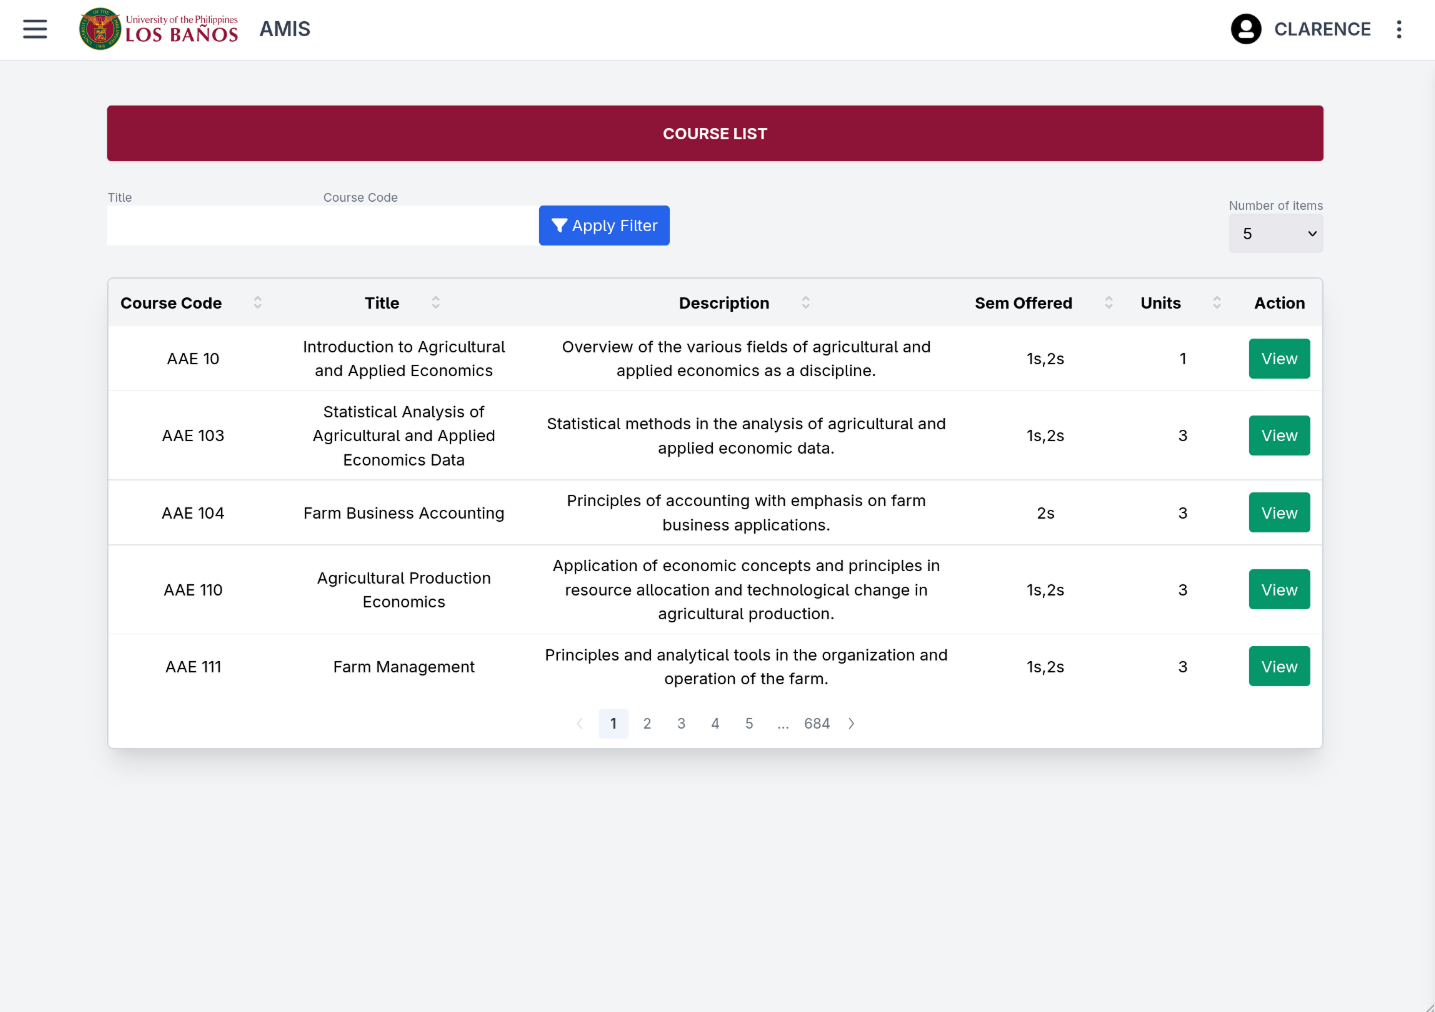 University of the Philippines
LOS BAÑOS
AMIS
CLARENCE
COURSE LIST
Title
Course Code
Apply Filter
Number of items
5
Course Code Title Description Sem Offered Units Action
AAE 10
Introduction to Agricultural
and Applied Economics
Overview of the various fields of agricultural and
applied economics as a discipline.
1s,2s
1
View
AAE 103
Statistical Analysis of
Agricultural and Applied
Economics Data
Statistical methods in the analysis of agricultural and
applied economic data.
1s,2s
3
View
AAE 104
Farm Business Accounting
Principles of accounting with emphasis on farm
business applications.
2s
3
View
AAE 110
Agricultural Production
Economics
Application of economic concepts and principles in
resource allocation and technological change in
agricultural production.
1s,2s
3
View
AAE 111
Farm Management
Principles and analytical tools in the organization and
operation of the farm.
1s,2s
3
View
1 2 3 4 5 ... 684